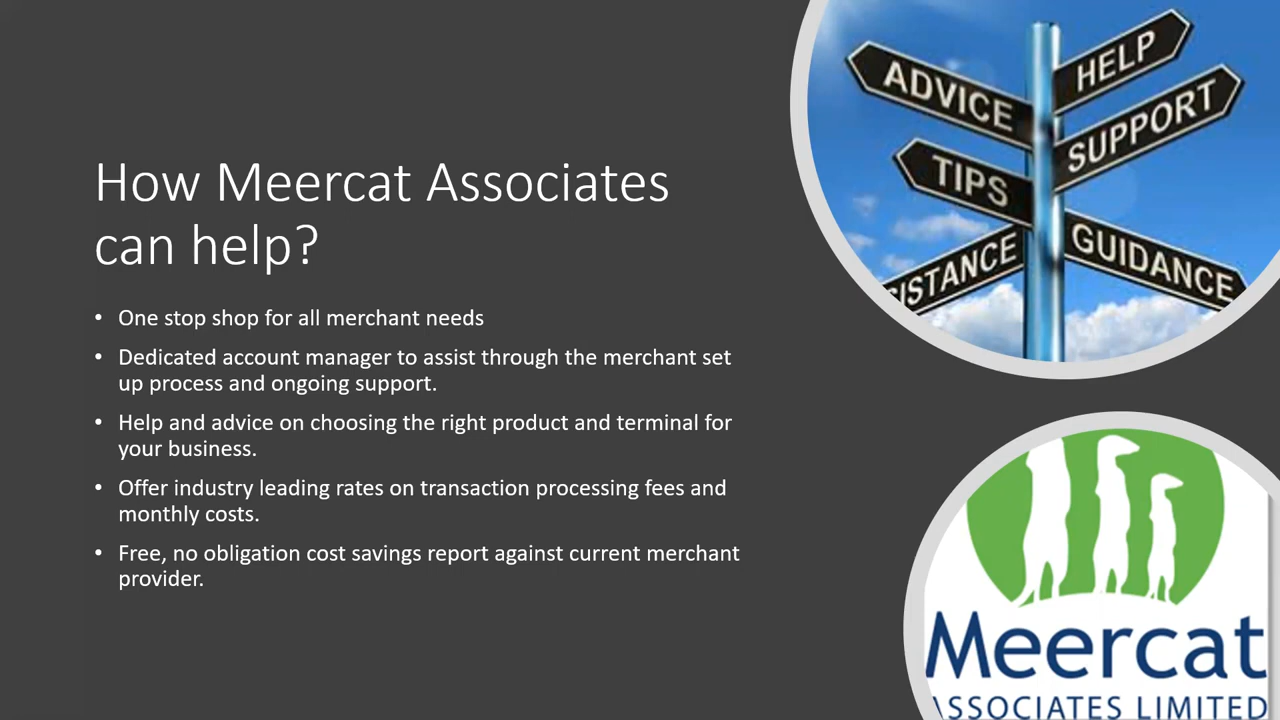 How Meercat Associates
can help?
• One stop shop for all merchant needs
• Dedicated account manager to assist through the merchant set
up process and ongoing support.
• Help and advice on choosing the right product and terminal for
your business.
• Offer industry leading rates on transaction processing fees and
monthly costs.
• Free, no obligation cost savings report against current merchant
provider.
HELP
ADVICE
SUPPORT
TIPS
GUIDANCE
ISTANCE
Meercat
ASSOCIATES LIMITED